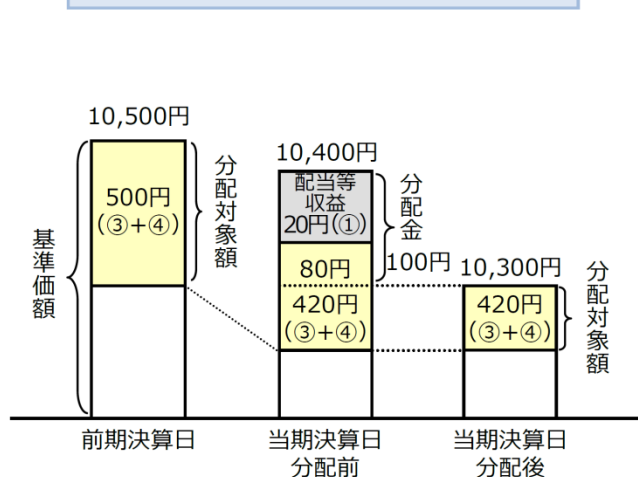 10,500円
500円
(③+④)
分配対象額
基準価額
10,400円
配当等
収益
20円(①)
80円
420円
(③+④)
分配金
100円
10,300円
420円
(③+④)
分配対象額
前期決算日
当期決算日
分配前
当期決算日
分配後